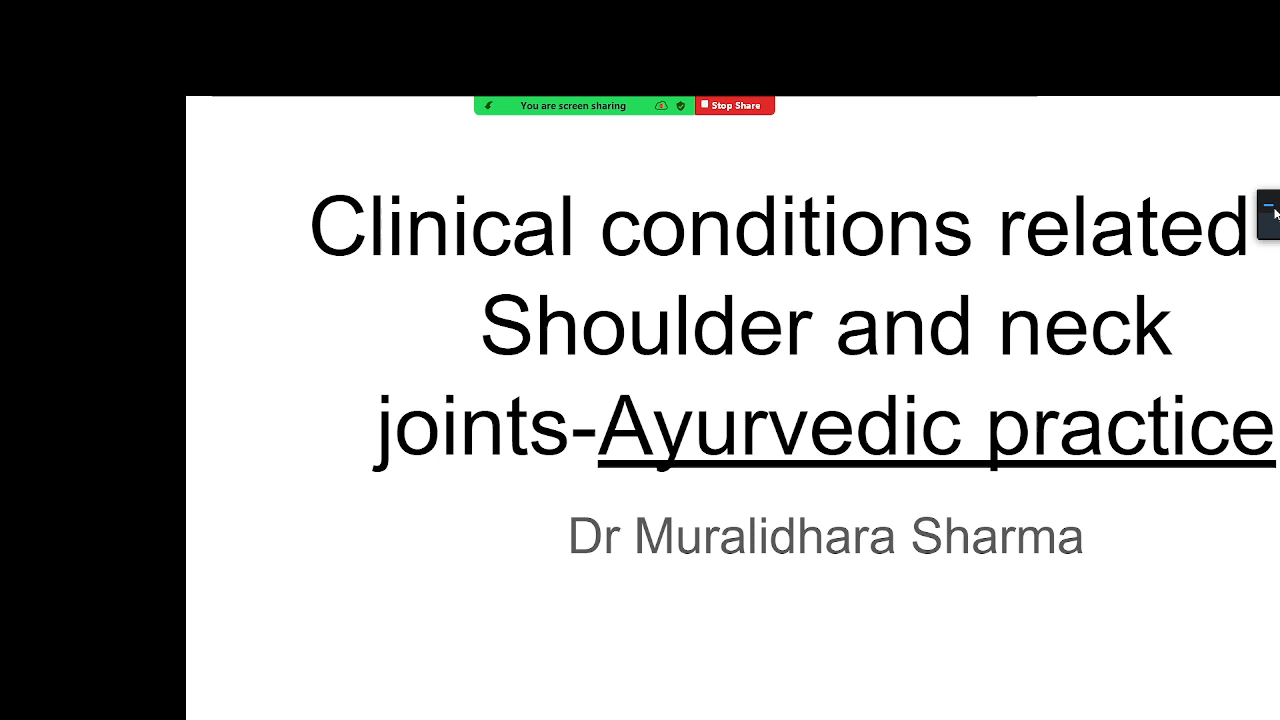 You are screen sharing Stop Share
Clinical conditions related
Shoulder and neck
joints-Ayurvedic practice
Dr Muralidhara Sharma